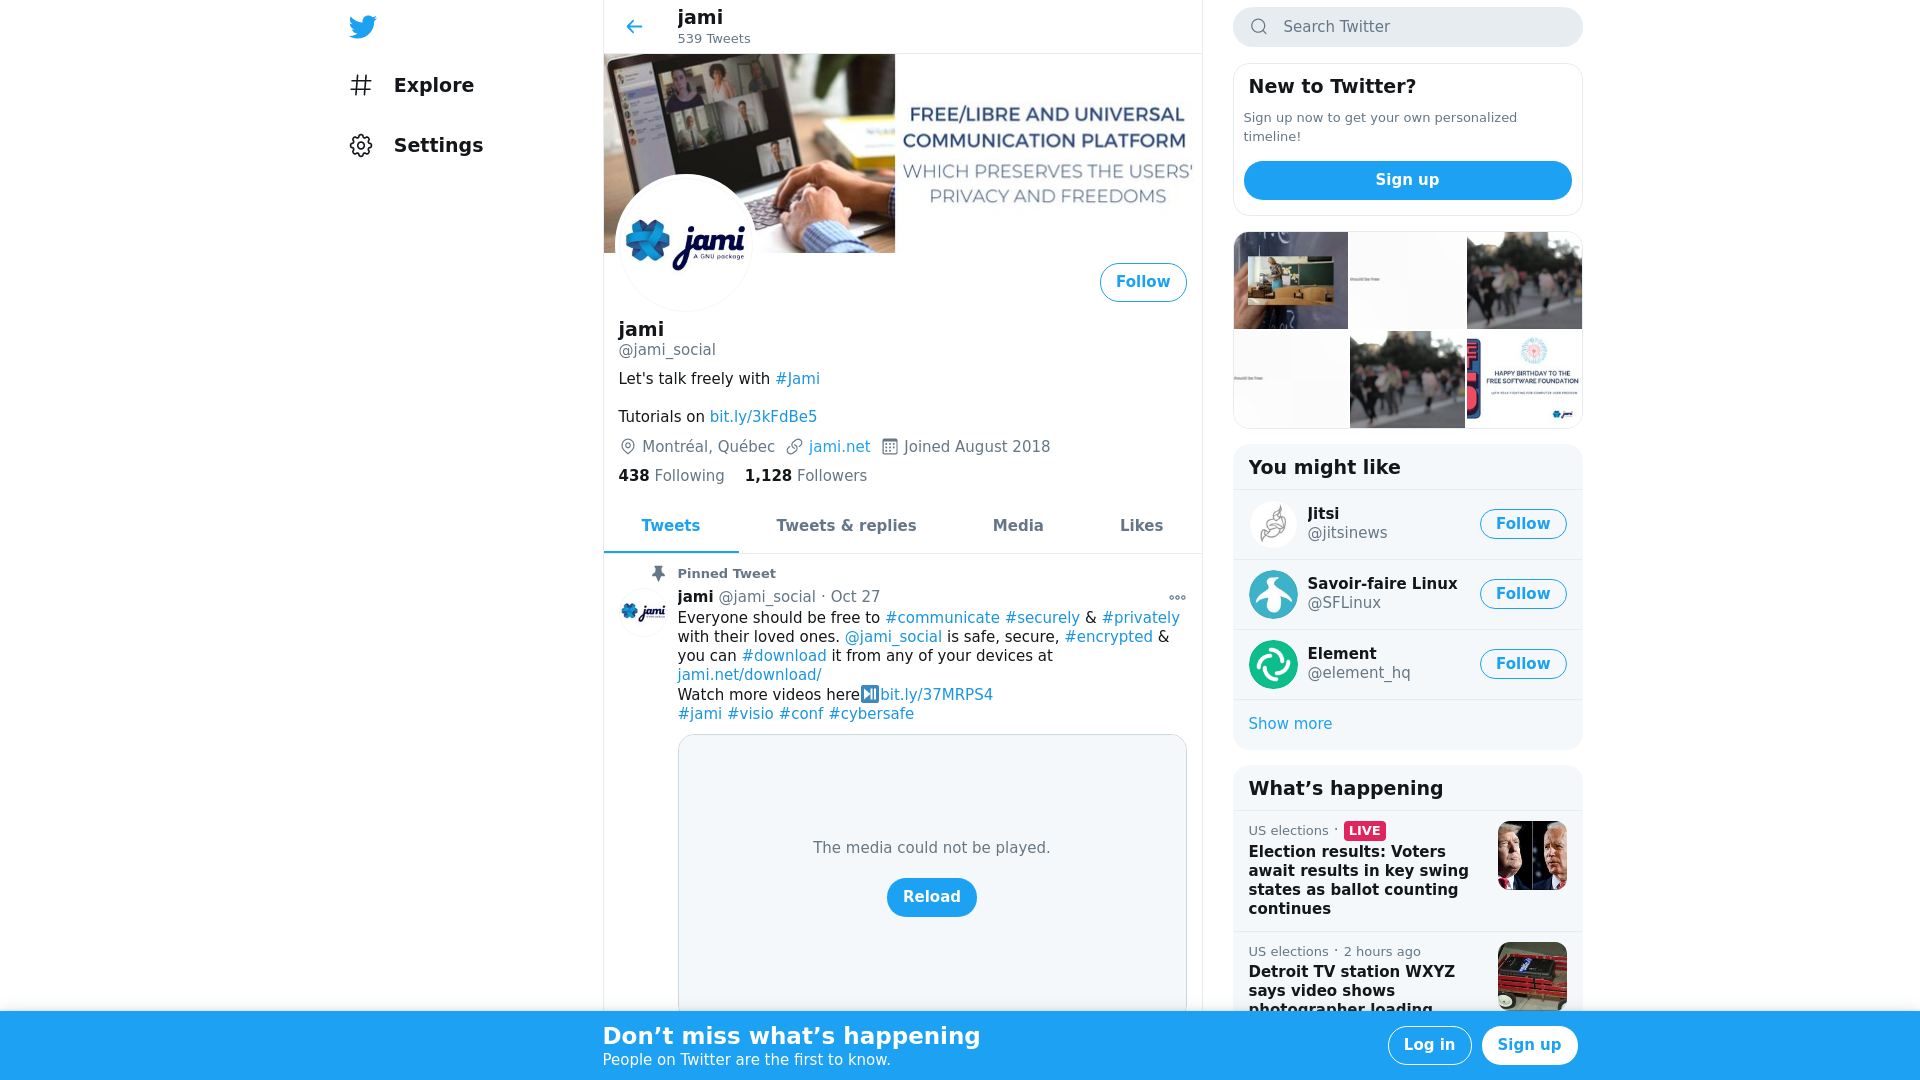 Explore
Settings
jami
539 Tweets
FREE/LIBRE AND UNIVERSAL
COMMUNICATION PLATFORM
WHICH PRESERVES THE USERS'
PRIVACY AND FREEDOMS
jami
A GNU package
Follow
jami
@jami_social
Let's talk freely with #Jami
Tutorials on bit.ly/3kFdBe5
Montréal, Québec jami.net Joined August 2018
438 Following 1,128 Followers
Tweets Tweets & replies Media Likes
Pinned Tweet
jami @jami_social · Oct 27
jami
Everyone should be free to #communicate #securely & #privately
with their loved ones. @jami_social is safe, secure, #encrypted &
you can #download it from any of your devices at
jami.net/download/
Watch more videos here⏯bit.ly/37MRPS4
#jami #visio #conf #cybersafe
The media could not be played.
Reload
Search Twitter
New to Twitter?
Sign up now to get your own personalized
timeline!
Sign up
should be free
should be free
HAPPY BIRTHDAY TO THE
FREE SOFTWARE FOUNDATION
jami
You might like
Jitsi
@jitsinews
Follow
Savoir-faire Linux
@SFLinux
Follow
Element
@element_hq
Follow
Show more
What’s happening
US elections · LIVE
Election results: Voters
await results in key swing
states as ballot counting
continues
US elections · 2 hours ago
Detroit TV station WXYZ
says video shows
photographer loading
Don’t miss what’s happening
People on Twitter are the first to know.
Log in
Sign up